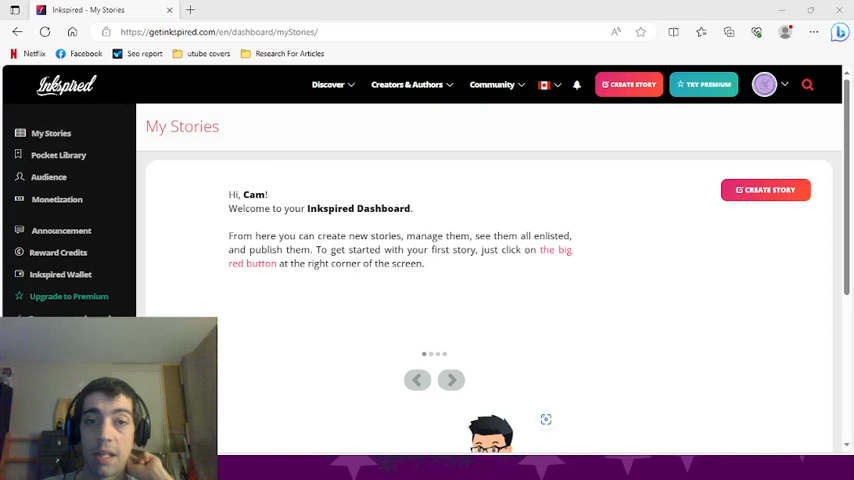 Inkspired - My Stories
https://getinkspired.com/en/dashboard/myStories/
Netflix
Facebook
Seo report
utube covers
Research For Articles
Inkspired
Discover
Creators & Authors
Community
CREATE STORY
TRY PREMIUM
My Stories
Pocket Library
Audience
Monetization
Announcement
Reward Credits
Inkspired Wallet
Upgrade to Premium
My Stories
Hi, Cam!
Welcome to your Inkspired Dashboard.
CREATE STORY
From here you can create new stories, manage them, see them all enlisted,
and publish them. To get started with your first story, just click on the big
red button at the right corner of the screen.